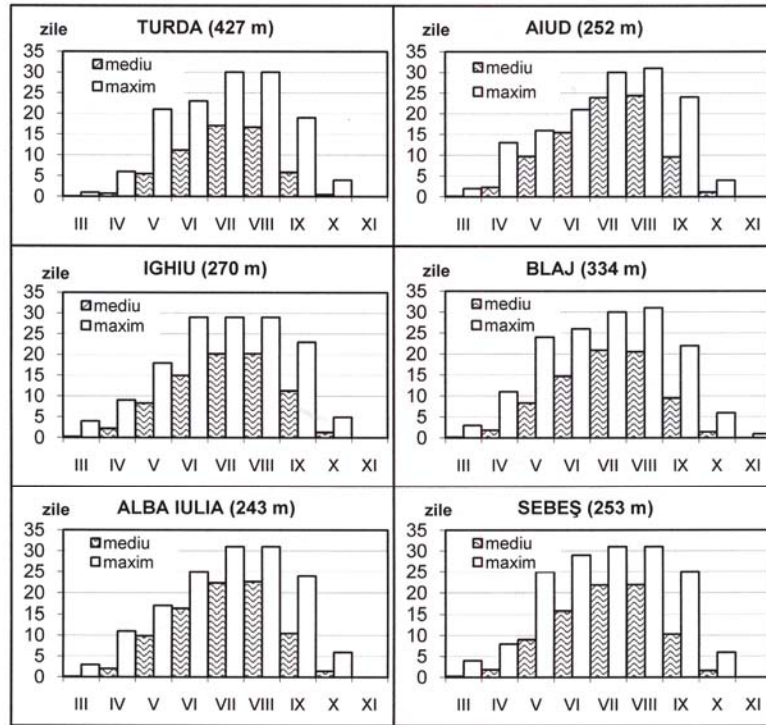 TURDA (427 m)
zile
35
30
25
20
15
10
5
0
mediu
maxim
III IV V VI VII VIII IX X XI
AIUD (252 m)
zile
35
30
25
20
15
10
5
0
mediu
maxim
III IV V VI VII VIII IX X XI
IGHIU (270 m)
zile
35
30
25
20
15
10
5
0
mediu
maxim
III IV V VI VII VIII IX X XI
BLAJ (334 m)
zile
35
30
25
20
15
10
5
0
mediu
maxim
III IV V VI VII VIII IX X XI
ALBA IULIA (243 m)
zile
35
30
25
20
15
10
5
0
mediu
maxim
III IV V VI VII VIII IX X XI
SEBEŞ (253 m)
zile
35
30
25
20
15
10
5
0
mediu
maxim
III IV V VI VII VIII IX X XI